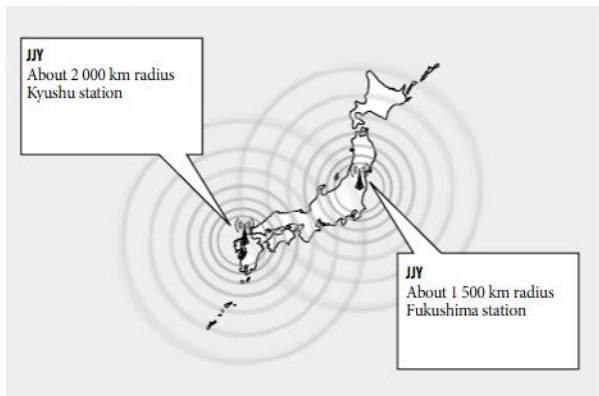 JJY
About 2 000 km radius
Kyushu station
JJY
About 1 500 km radius
Fukushima station